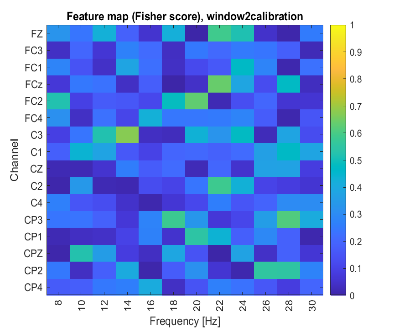 Feature map (Fisher score), window2calibration
FZ
FC3
FC1
FCz
FC2
FC4
C3
C1
CZ
C2
C4
CP3
CP1
CPZ
CP2
CP4
Channel
8 10 12 14 16 18 20 22 24 26 28 30
Frequency [Hz]
1
0.9
0.8
0.7
0.6
0.5
0.4
0.3
0.2
0.1
0